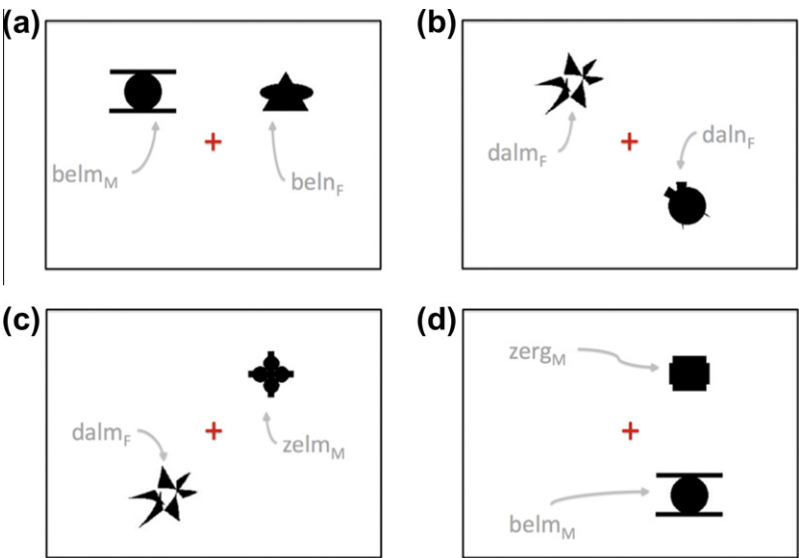 (a)
belmM
belnF
(b)
dalmF
dalnF
(c)
dalmF
zelmM
(d)
zergM
belmM